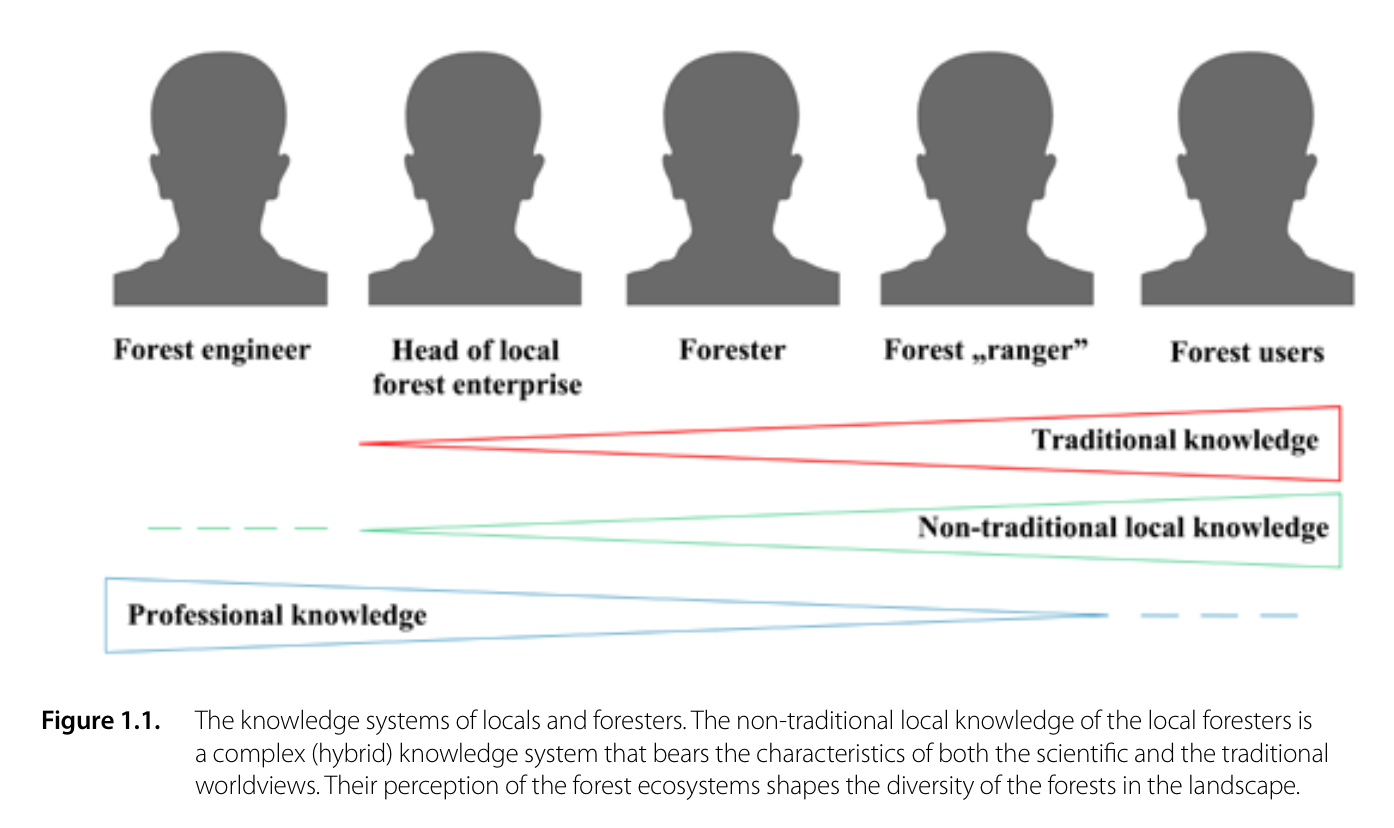 Forest engineer
Head of local
forest enterprise
Forester
Forest „ranger”
Forest users
Traditional knowledge
Non-traditional local knowledge
Professional knowledge
Figure 1.1. The knowledge systems of locals and foresters. The non-traditional local knowledge of the local foresters is
a complex (hybrid) knowledge system that bears the characteristics of both the scientific and the traditional
worldviews. Their perception of the forest ecosystems shapes the diversity of the forests in the landscape.